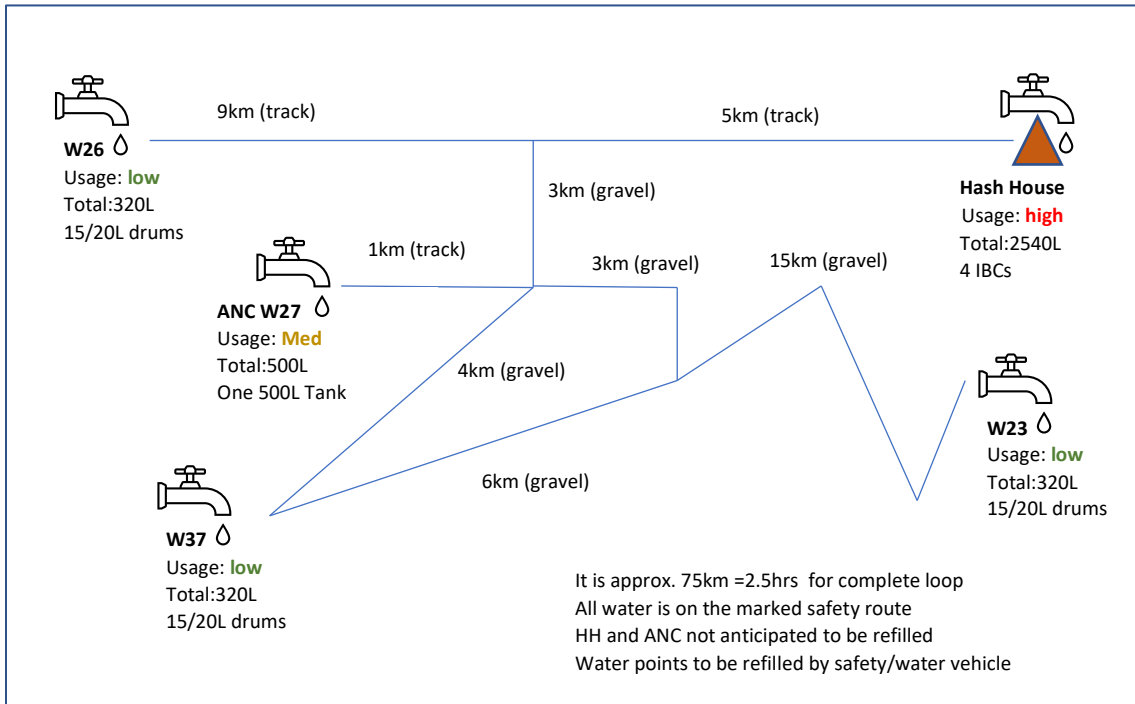 9km (track)
5km (track)
W26
Usage: low
Total:320L
15/20L drums
Hash House
Usage: high
Total:2540L
4 IBCs
3km (gravel)
1km (track)
3km (gravel)
15km (gravel)
ANC W27
Usage: Med
Total:500L
One 500L Tank
4km (gravel)
W23
Usage: low
Total:320L
15/20L drums
6km (gravel)
W37
Usage: low
Total:320L
15/20L drums
It is approx. 75km =2.5hrs  for complete loop
All water is on the marked safety route
HH and ANC not anticipated to be refilled
Water points to be refilled by safety/water vehicle